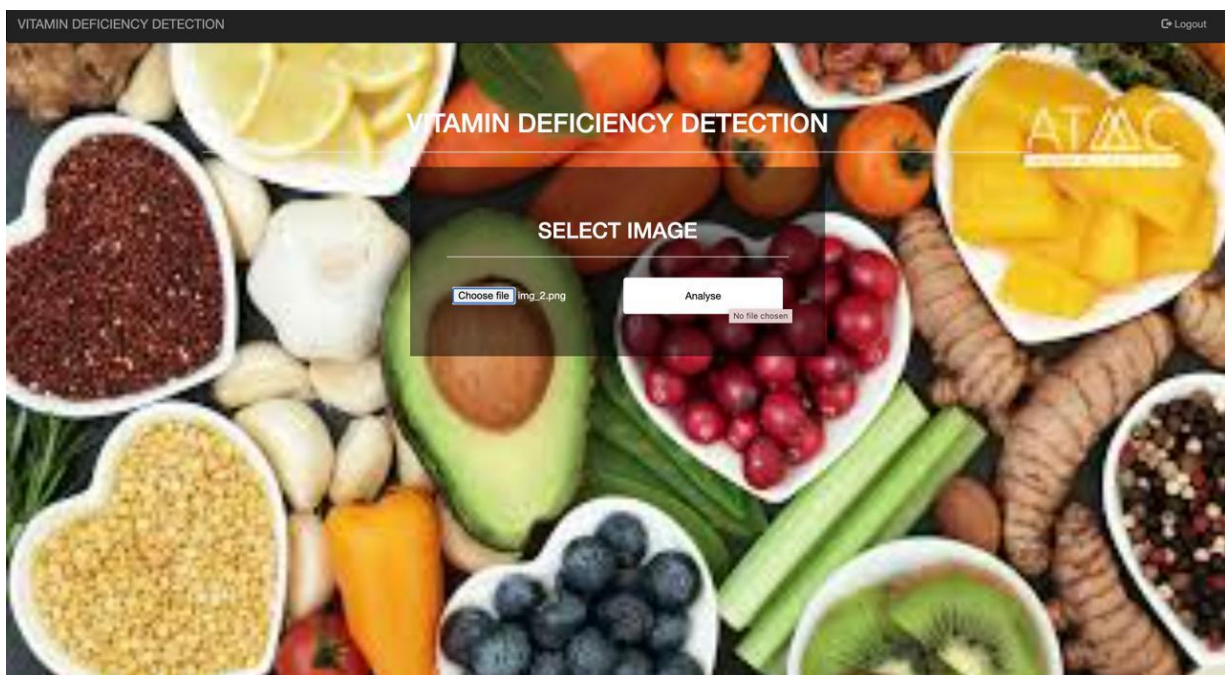 VITAMIN DEFICIENCY DETECTION
Logout
VITAMIN DEFICIENCY DETECTION
ATMC
SELECT IMAGE
Choose file img_2.png
Analyse
No file chosen